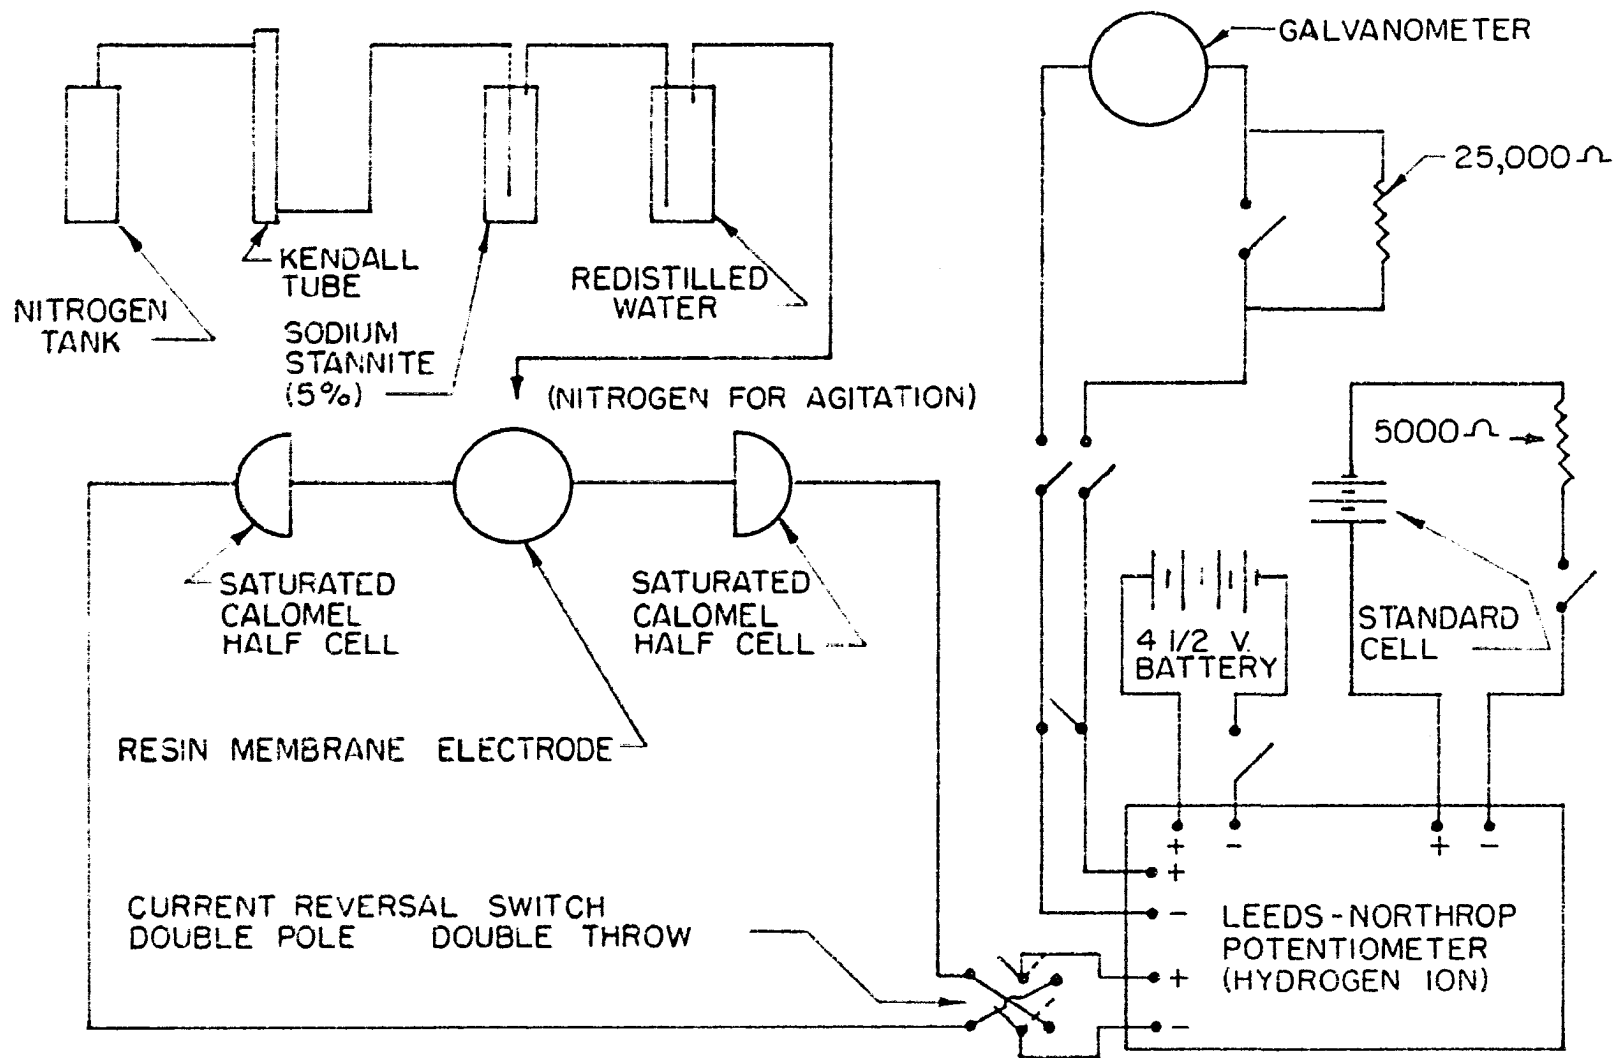 GALVANOMETER
25,000 Ω
KENDALL
TUBE
NITROGEN
TANK
SODIUM
STANNITE
(5%)
REDISTILLED
WATER
(NITROGEN FOR AGITATION)
5000 Ω
SATURATED
CALOMEL
HALF CELL
SATURATED
CALOMEL
HALF CELL
4 1/2 V.
BATTERY
STANDARD
CELL
RESIN MEMBRANE ELECTRODE
+ -
+ -
+
-
CURRENT REVERSAL SWITCH
DOUBLE POLE DOUBLE THROW
LEEDS-NORTHROP
POTENTIOMETER
(HYDROGEN ION)
+
-